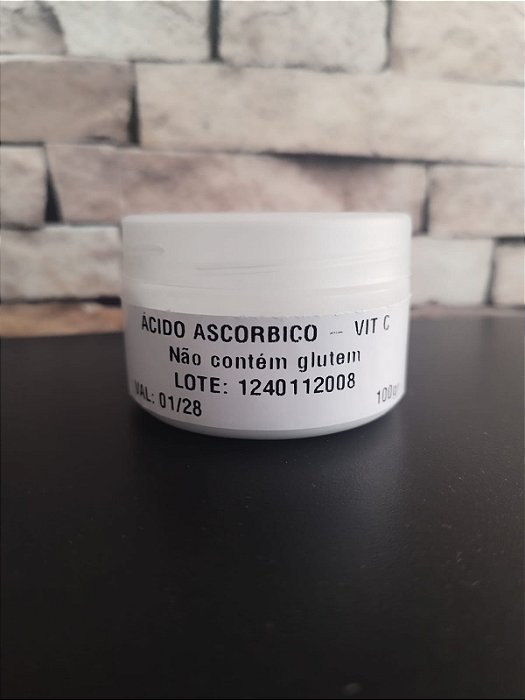 ÁCIDO ASCORBICO - VIT C
Não contém glutem
LOTE: 1240112008
VAL: 01/28
100gr